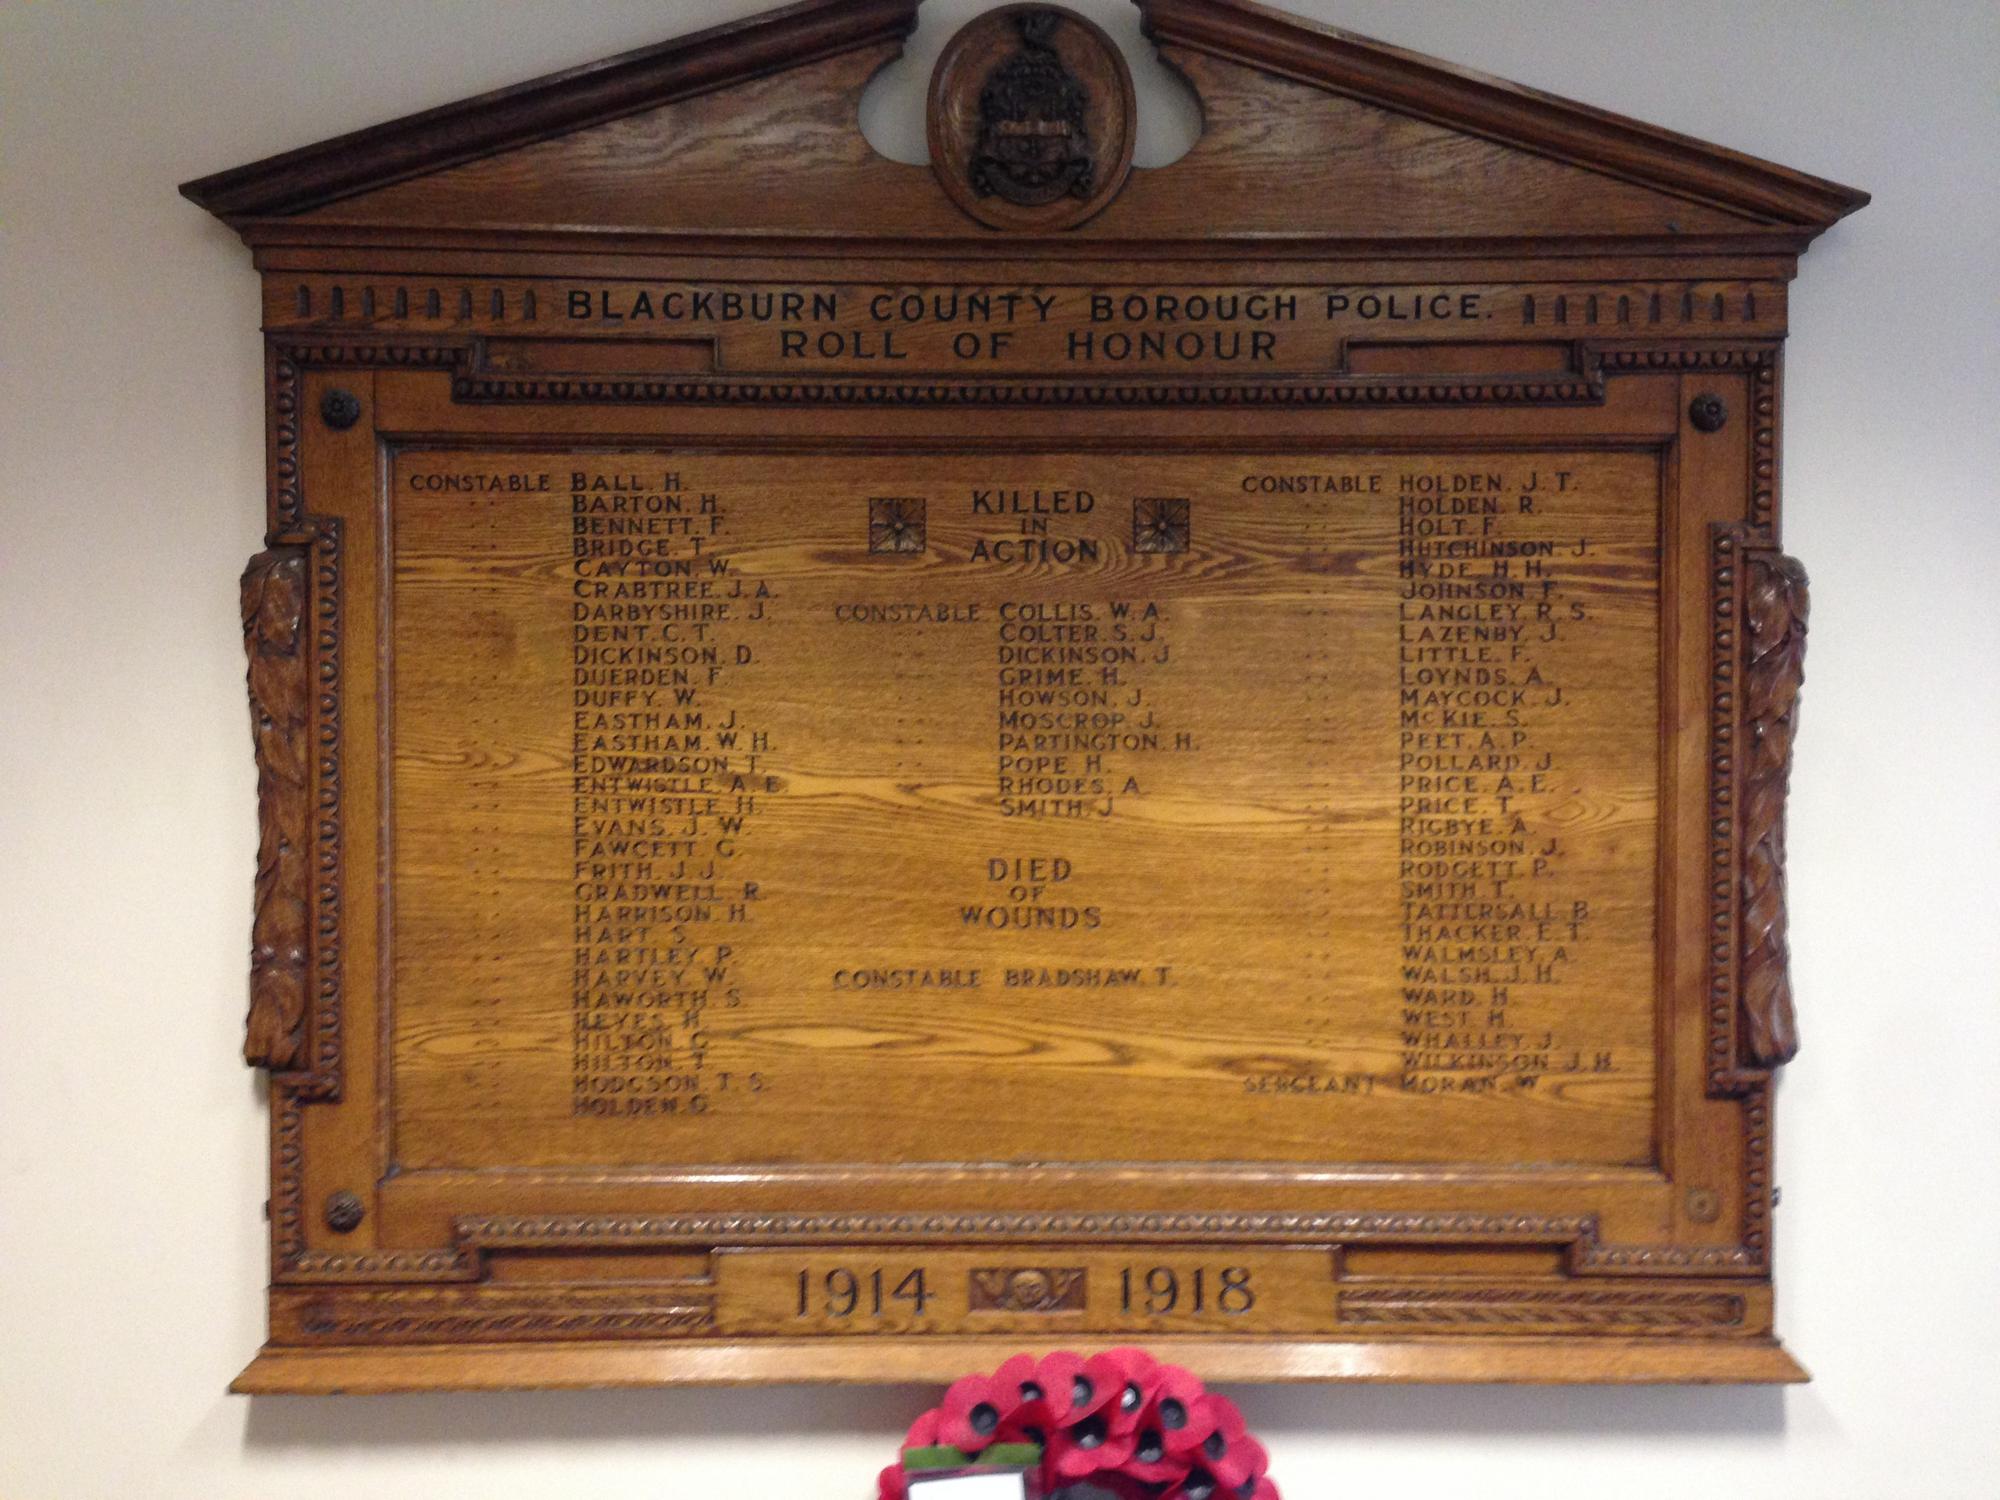 BLACKBURN COUNTY BOROUGH POLICE.
ROLL OF HONOUR
CONSTABLE BALL. H.
BARTON. H.
BENNETT. F.
BRIDGE. T.
CAYTON. W.
CRABTREE. J. A.
DARBYSHIRE. J.
DENT. C. T.
DICKINSON. D.
DUERDEN. F.
DUFFY. W.
EASTHAM. J.
EASTHAM. W. H.
EDWARDSON. T.
ENTWISTLE. A. E.
ENTWISTLE. H.
EVANS. J. W.
FAWCETT. G.
FRITH. J. J.
GRADWELL. R.
HARRISON. H.
HART. S.
HARTLEY. P.
HARVEY. W.
HAWORTH. S.
HEYES. H.
HILTON. G.
HILTON. T.
HODGSON. T. S.
HOLDEN. G.
KILLED
IN
ACTION
CONSTABLE COLLIS. W. A.
COLTER. S. J.
DICKINSON. J.
GRIME. H.
HOWSON. J.
MOSCROP. J.
PARTINGTON. H.
POPE. H.
RHODES. A.
SMITH. J.
DIED
OF
WOUNDS
CONSTABLE BRADSHAW. T.
CONSTABLE HOLDEN. J. T.
HOLDEN. R.
HOLT. F.
HUTCHINSON. J.
HYDE. H. H.
JOHNSON. F.
LANGLEY. R. S.
LAZENBY. J.
LITTLE. F.
LOYNDS. A.
MAYCOCK. J.
McKIE. S.
PEET. A. P.
POLLARD. J.
PRICE. A. E.
PRICE. T.
RIGBYE. A.
ROBINSON. J.
RODGETT. P.
SMITH. T.
TATTERSALL. B.
THACKER. E. T.
WALMSLEY. A.
WALSH. J. H.
WARD. H.
WEST. H.
WHALLEY. J.
WILKINSON. J. H.
SERGEANT MORAN. W.
1914 1918